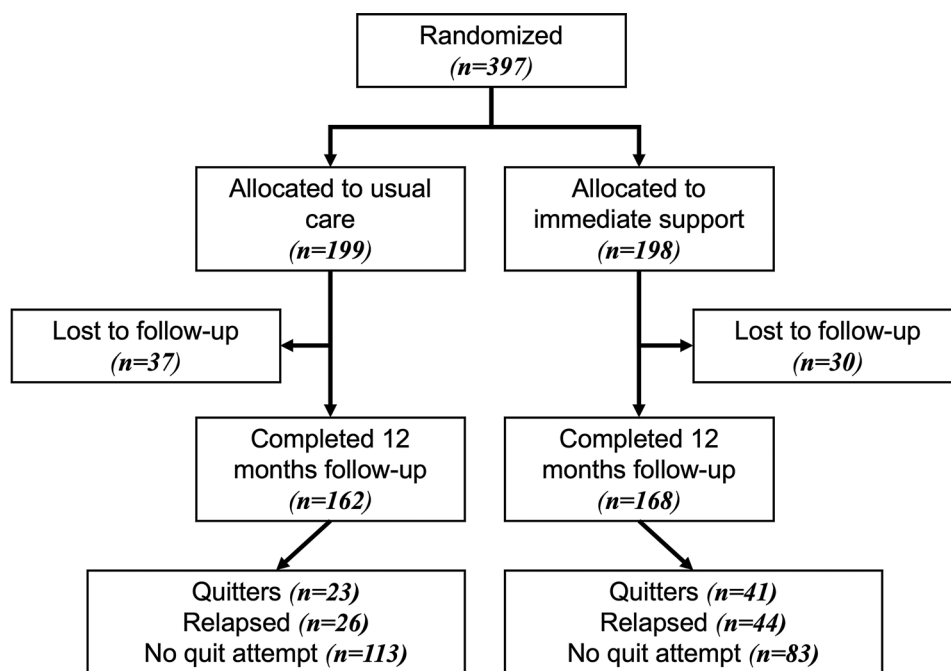 Randomized
(n=397)
Allocated to usual
care
(n=199)
Allocated to
immediate support
(n=198)
Lost to follow-up
(n=37)
Lost to follow-up
(n=30)
Completed 12
months follow-up
(n=162)
Completed 12
months follow-up
(n=168)
Quitters (n=23)
Relapsed (n=26)
No quit attempt (n=113)
Quitters (n=41)
Relapsed (n=44)
No quit attempt (n=83)